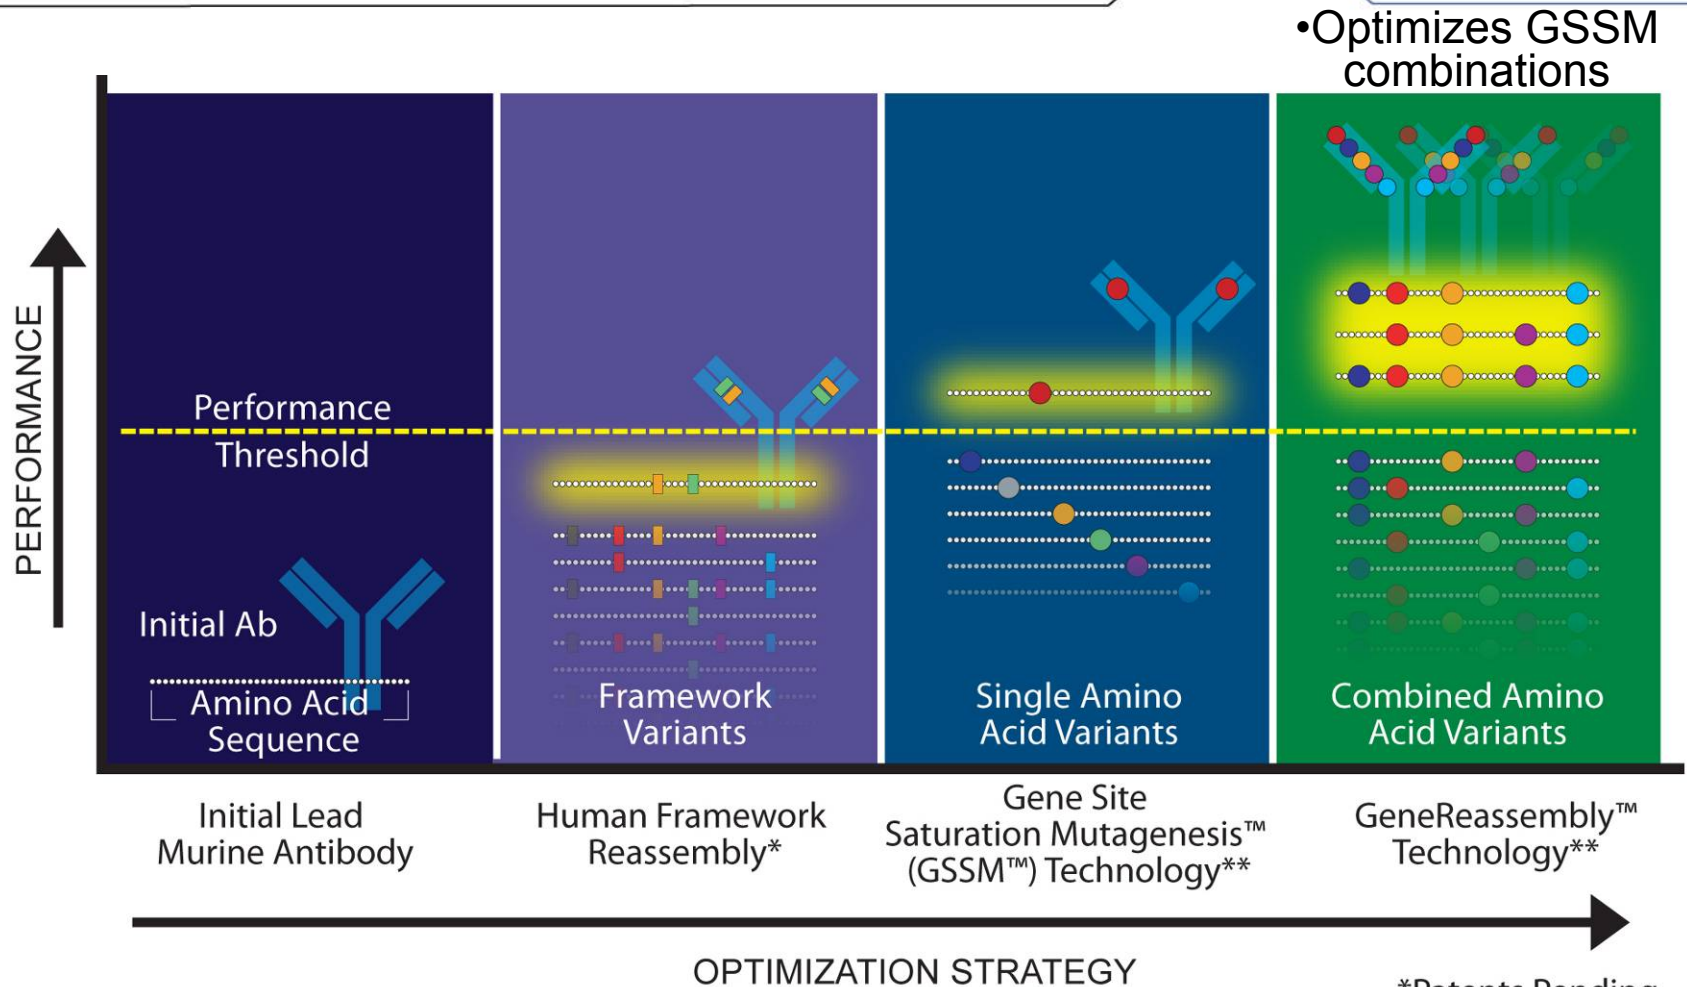 •Optimizes GSSM
combinations
PERFORMANCE
Performance
Threshold
Initial Ab
Amino Acid
Sequence
Framework
Variants
Single Amino
Acid Variants
Combined Amino
Acid Variants
Initial Lead
Murine Antibody
Human Framework
Reassembly*
Gene Site
Saturation Mutagenesis™
(GSSM™) Technology**
GeneReassembly™
Technology**
OPTIMIZATION STRATEGY
*Patents Pending